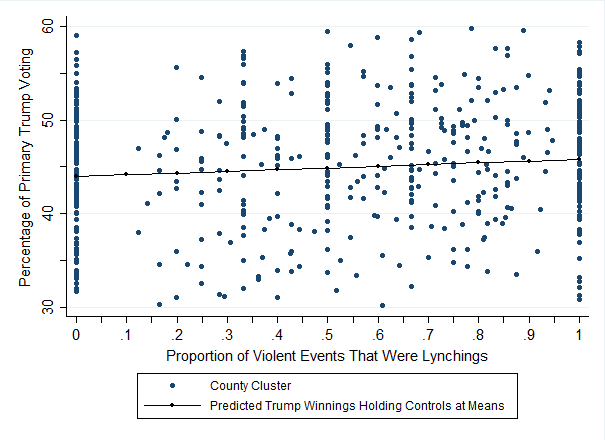 Percentage of Primary Trump Voting
60
50
40
30
0 .1 .2 .3 .4 .5 .6 .7 .8 .9 1
Proportion of Violent Events That Were Lynchings
County Cluster
Predicted Trump Winnings Holding Controls at Means